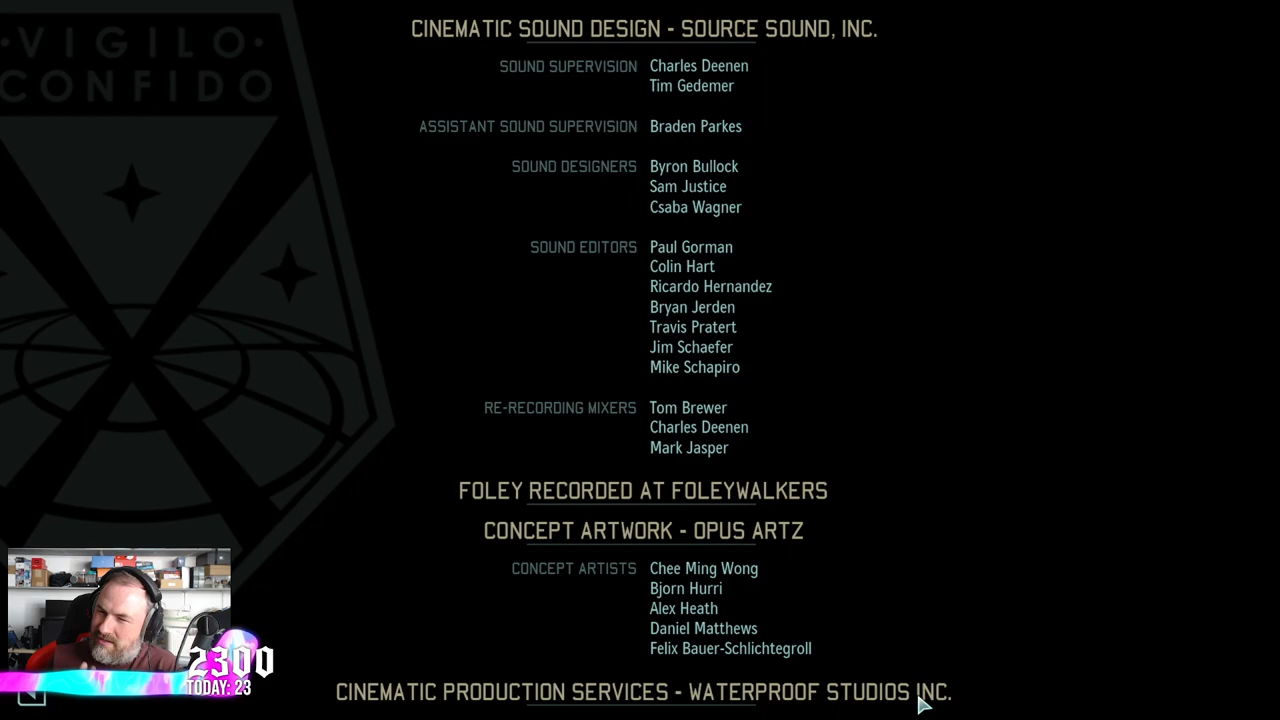 ·VIGILO·
CONFIDO
CINEMATIC SOUND DESIGN - SOURCE SOUND, INC.
SOUND SUPERVISION Charles Deenen
Tim Gedemer
ASSISTANT SOUND SUPERVISION Braden Parkes
SOUND DESIGNERS Byron Bullock
Sam Justice
Csaba Wagner
SOUND EDITORS Paul Gorman
Colin Hart
Ricardo Hernandez
Bryan Jerden
Travis Pratert
Jim Schaefer
Mike Schapiro
RE-RECORDING MIXERS Tom Brewer
Charles Deenen
Mark Jasper
FOLEY RECORDED AT FOLEYWALKERS
CONCEPT ARTWORK - OPUS ARTZ
CONCEPT ARTISTS Chee Ming Wong
Bjorn Hurri
Alex Heath
Daniel Matthews
Felix Bauer-Schlichtegroll
2300
TODAY: 23
CINEMATIC PRODUCTION SERVICES - WATERPROOF STUDIOS INC.